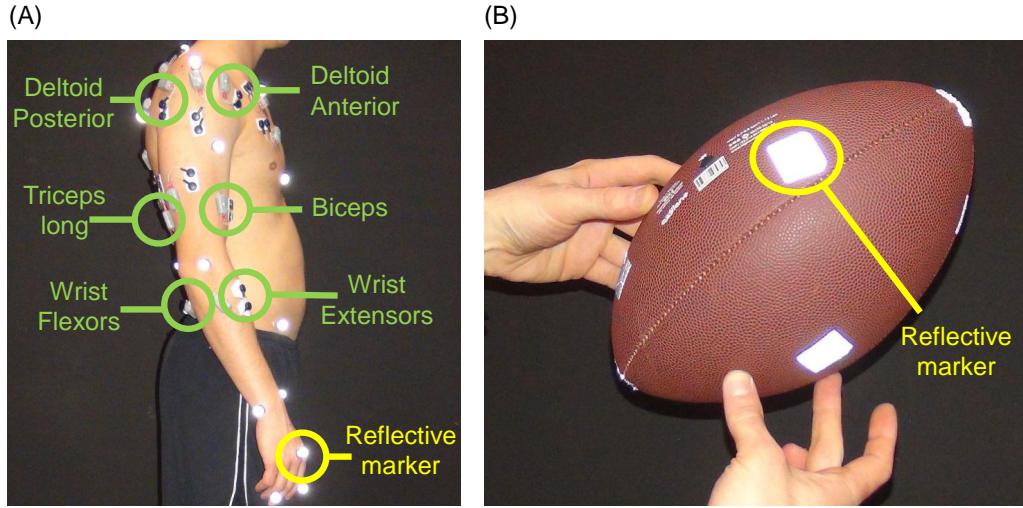 (A)
(B)
Deltoid
Posterior
Deltoid
Anterior
Triceps
long
Biceps
Wrist
Flexors
Wrist
Extensors
Reflective
marker
Reflective
marker